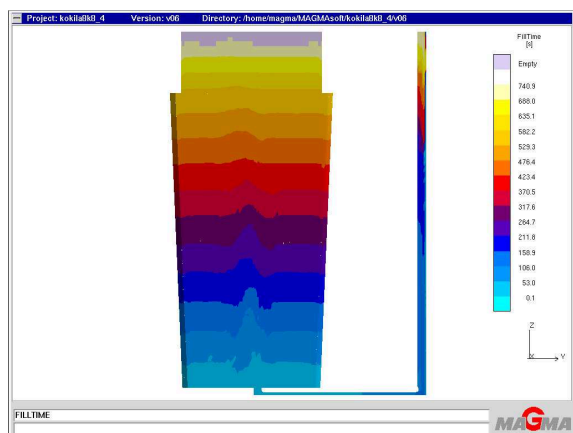 Project: kokila8k8_4 Version: v06 Directory: /home/magma/MAGMAsoft/kokila8k8_4/v06
FillTime
[s]
Empty
740.9
688.0
635.1
582.2
529.3
476.4
423.4
370.5
317.6
264.7
211.8
158.9
106.0
53.0
0.1
Z
X Y
FILLTIME
MAGMA